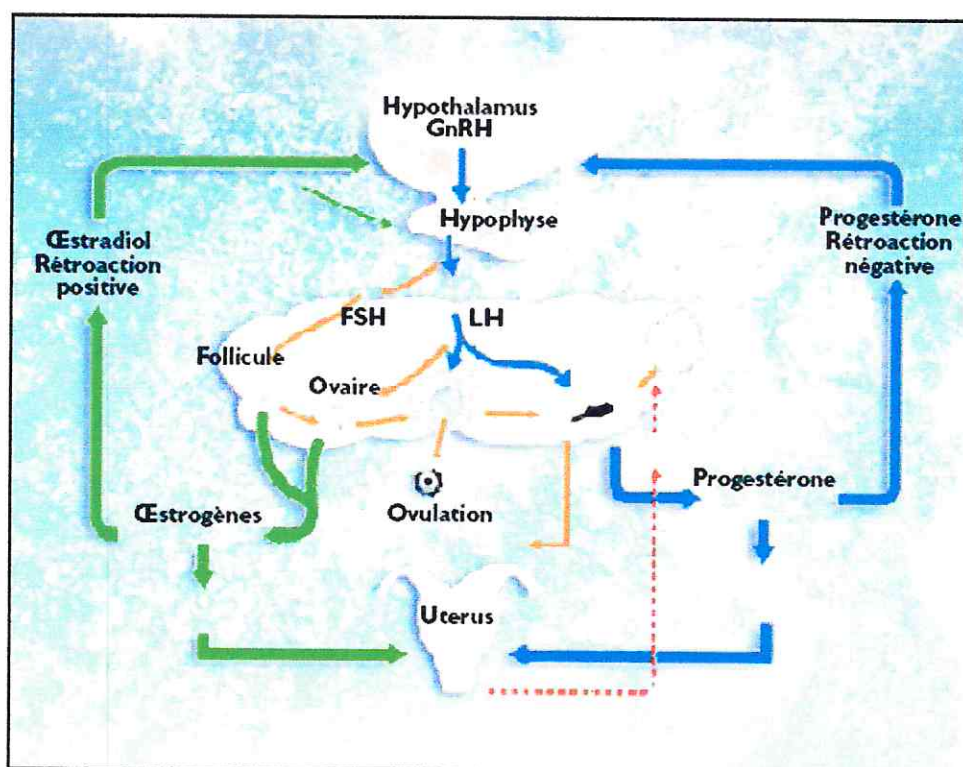 Hypothalamus
GnRH
Hypophyse
Œstradiol
Rétroaction
positive
Progestérone
Rétroaction
négative
FSH
LH
Follicule
Ovaire
Œstrogènes
Ovulation
Progestérone
Uterus